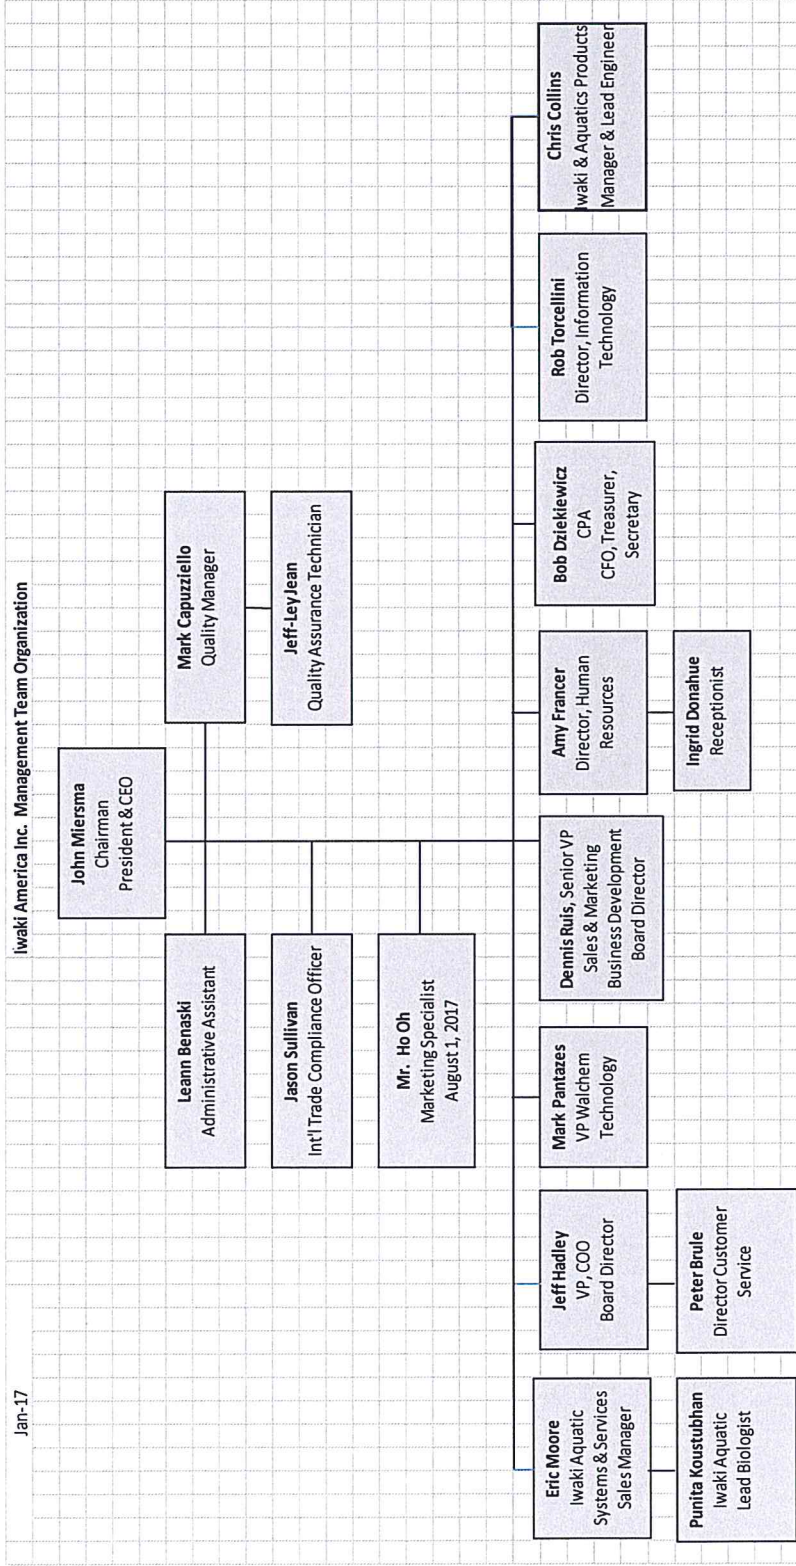 Jan-17
Iwaki America Inc. Management Team Organization
John Miersma
Chairman
President & CEO
Leann Benaski
Administrative Assistant
Mark Capuzziello
Quality Manager
Jason Sullivan
Int'l Trade Compliance Officer
Jeff-Ley Jean
Quality Assurance Technician
Mr. Ho Oh
Marketing Specialist
August 1, 2017
Eric Moore
Iwaki Aquatic
Systems & Services
Sales Manager
Jeff Hadley
VP, COO
Board Director
Mark Pantazes
VP Walchem
Technology
Dennis Ruis, Senior VP
Sales & Marketing
Business Development
Board Director
Amy Francer
Director, Human
Resources
Bob Dziekiewicz
CPA
CFO, Treasurer,
Secretary
Rob Torcellini
Director, Information
Technology
Chris Collins
Iwaki & Aquatics Products
Manager & Lead Engineer
Punita Koustubhan
Iwaki Aquatic
Lead Biologist
Peter Brule
Director Customer
Service
Ingrid Donahue
Receptionist